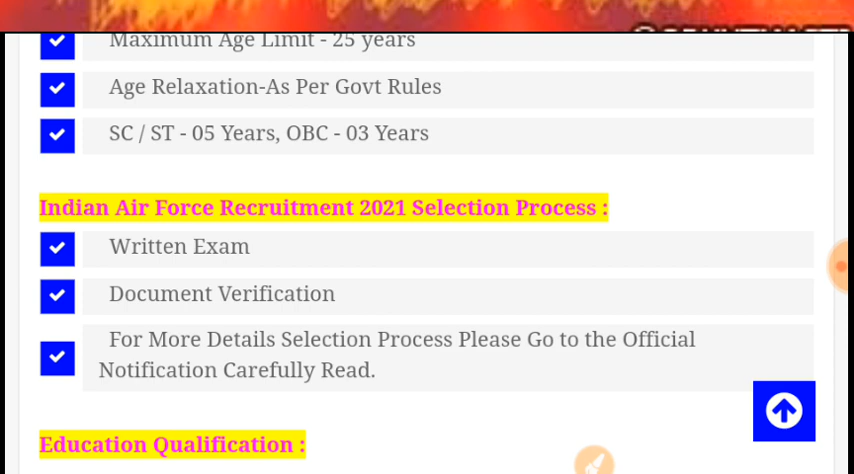 Maximum Age Limit - 25 years
Age Relaxation-As Per Govt Rules
SC / ST - 05 Years, OBC - 03 Years
Indian Air Force Recruitment 2021 Selection Process :
Written Exam
Document Verification
For More Details Selection Process Please Go to the Official
Notification Carefully Read.
Education Qualification :